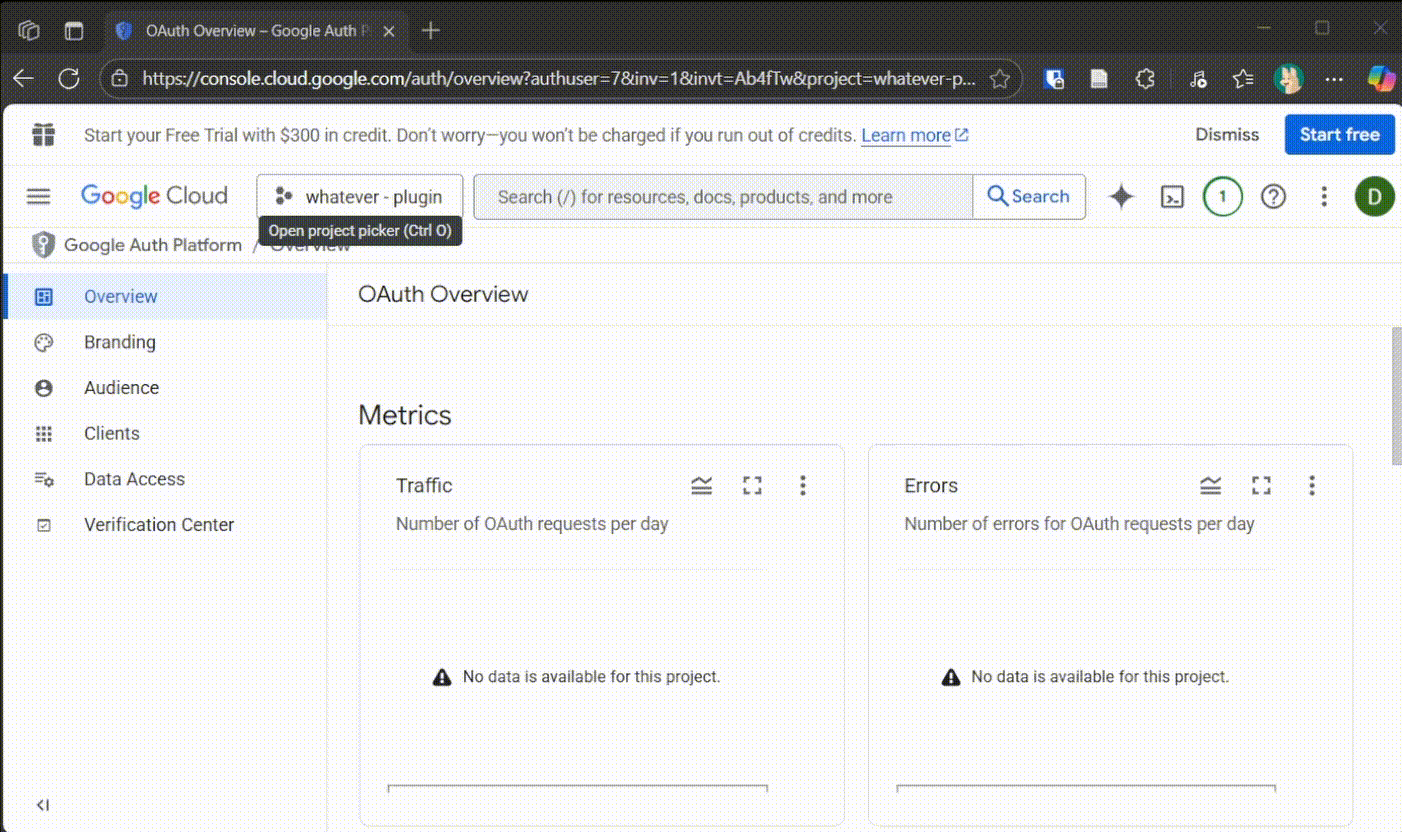 OAuth Overview – Google Auth P
https://console.cloud.google.com/auth/overview?authuser=7&inv=1&invt=Ab4fTw&project=whatever-p...
Start your Free Trial with $300 in credit. Don't worry—you won't be charged if you run out of credits. Learn more
Dismiss
Start free
Google Cloud
whatever - plugin
Search (/) for resources, docs, products, and more
Search
1
D
Open project picker (Ctrl O)
Google Auth Platform / Overview
Overview
Branding
Audience
Clients
Data Access
Verification Center
OAuth Overview
Metrics
Traffic
Number of OAuth requests per day
No data is available for this project.
Errors
Number of errors for OAuth requests per day
No data is available for this project.